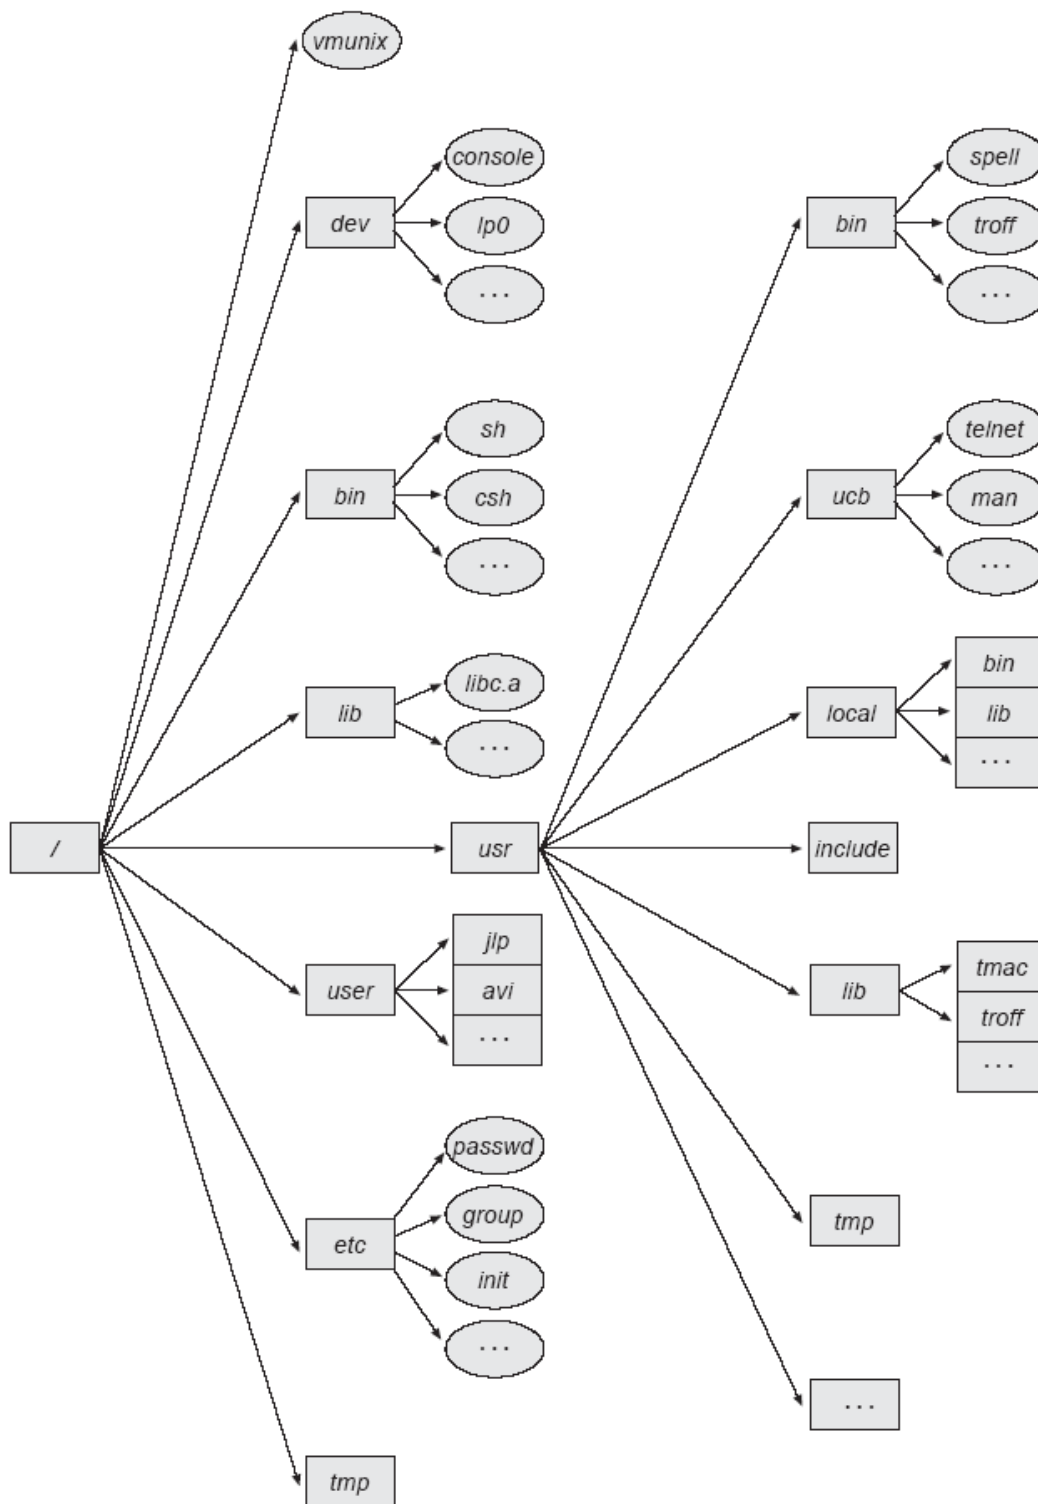 vmunix
console
dev
lp0
...
sh
bin
csh
...
libc.a
lib
...
/
usr
jlp
user
avi
...
passwd
group
etc
init
...
tmp
spell
bin
troff
...
telnet
ucb
man
...
bin
local
lib
...
include
tmac
lib
troff
...
tmp
...